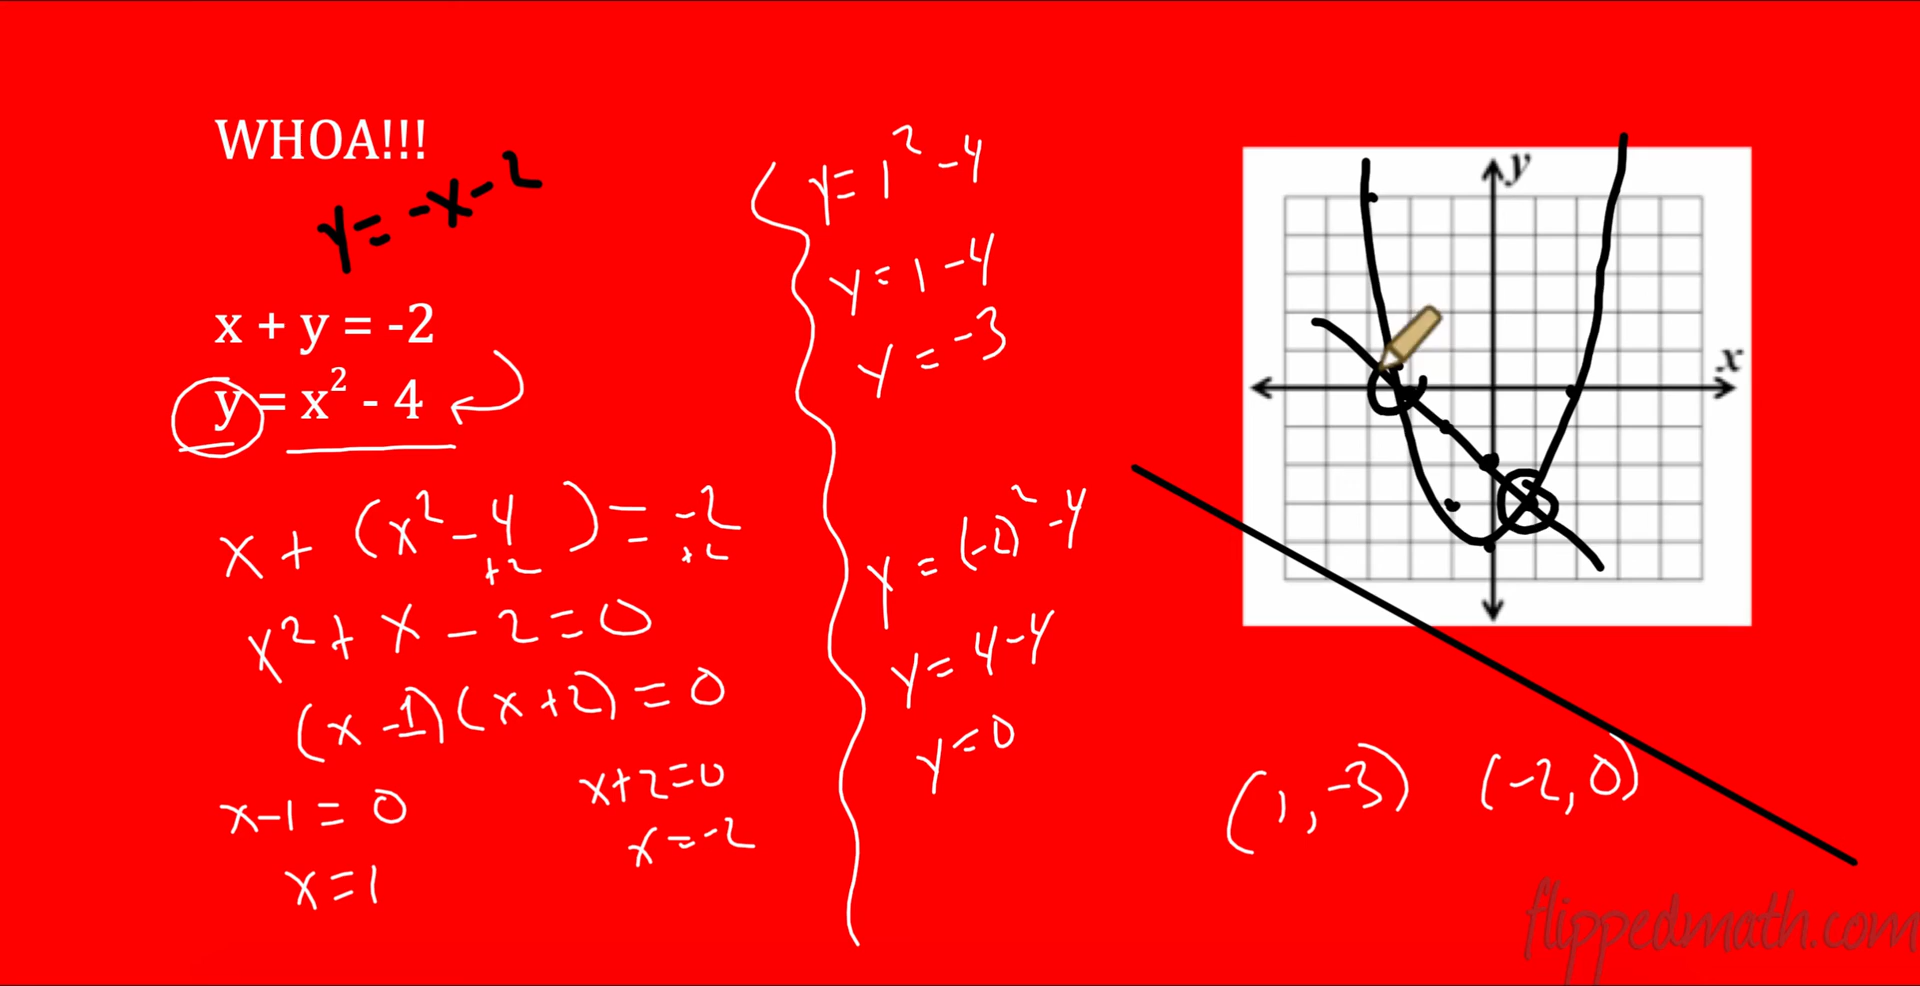 WHOA!!!
y = -x - 2
x + y = -2
y = x² - 4
x + (x² - 4) = -2
+2 +2
x² + x - 2 = 0
(x - 1)(x + 2) = 0
x - 1 = 0
x = 1
x + 2 = 0
x = -2
y = 1² - 4
y = 1 - 4
y = -3
y = (-2)² - 4
y = 4 - 4
y = 0
y
x
(1, -3) (-2, 0)
flippedmath.com